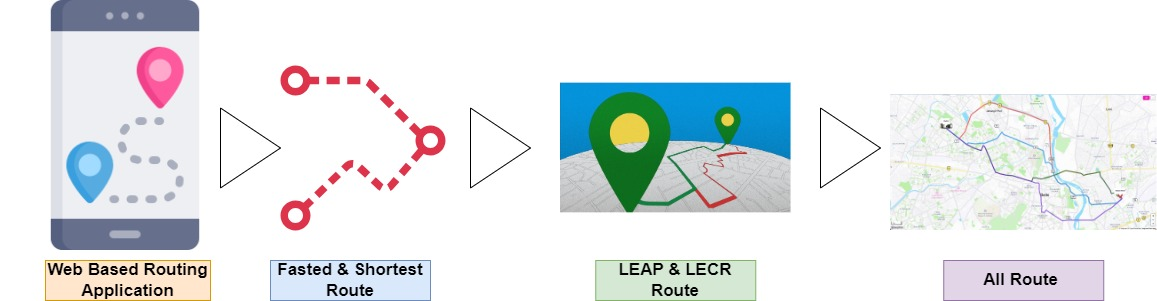 Web Based Routing
Application
Fasted & Shortest
Route
LEAP & LECR
Route
All Route